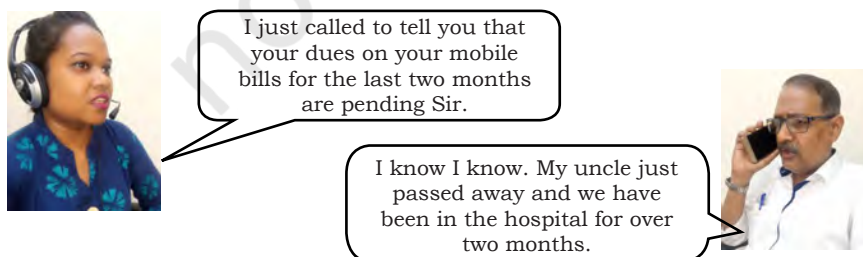 I just called to tell you that
your dues on your mobile
bills for the last two months
are pending Sir.
I know I know. My uncle just
passed away and we have
been in the hospital for over
two months.